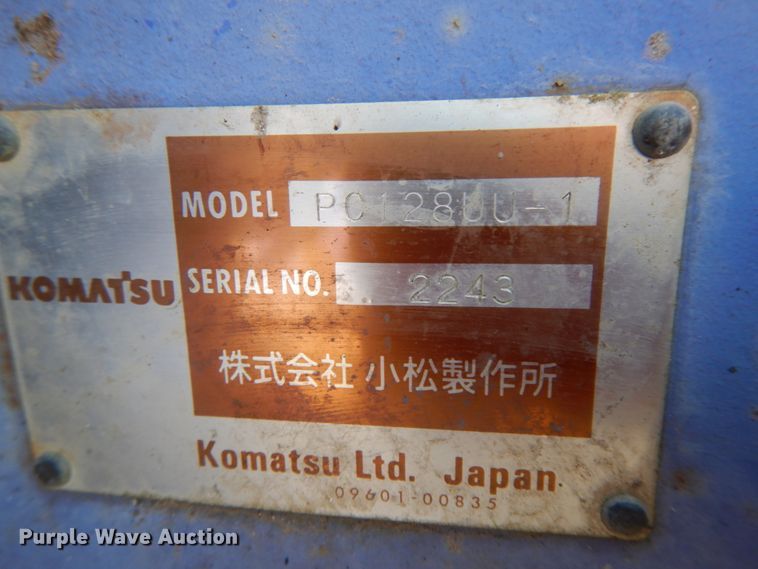 MODEL PC128UU-1
KOMATSU
SERIAL NO. 2243
株式会社 小松製作所
Komatsu Ltd. Japan
09601-00835
Purple Wave Auction